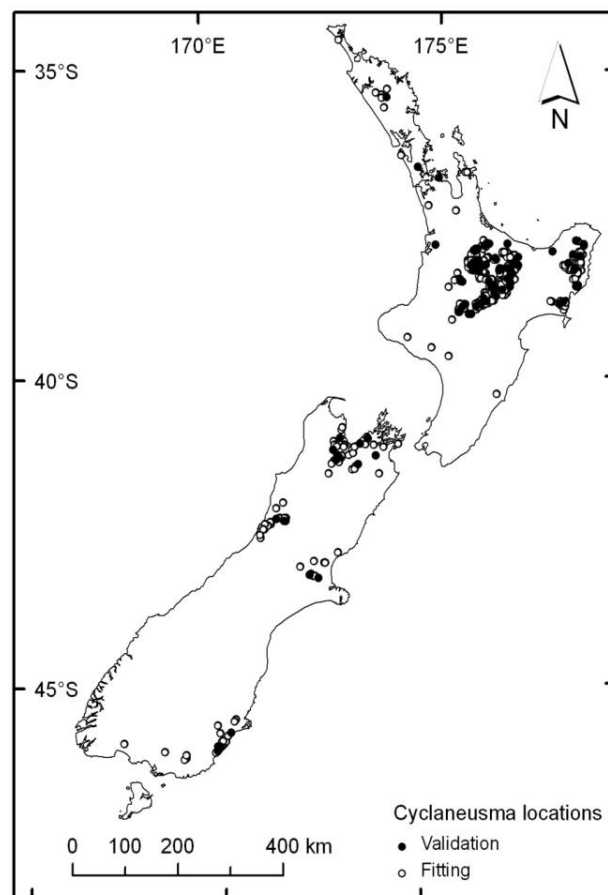 170°E 175°E
35°S
N
40°S
45°S
Cyclaneusma locations
Validation
Fitting
0 100 200 400 km